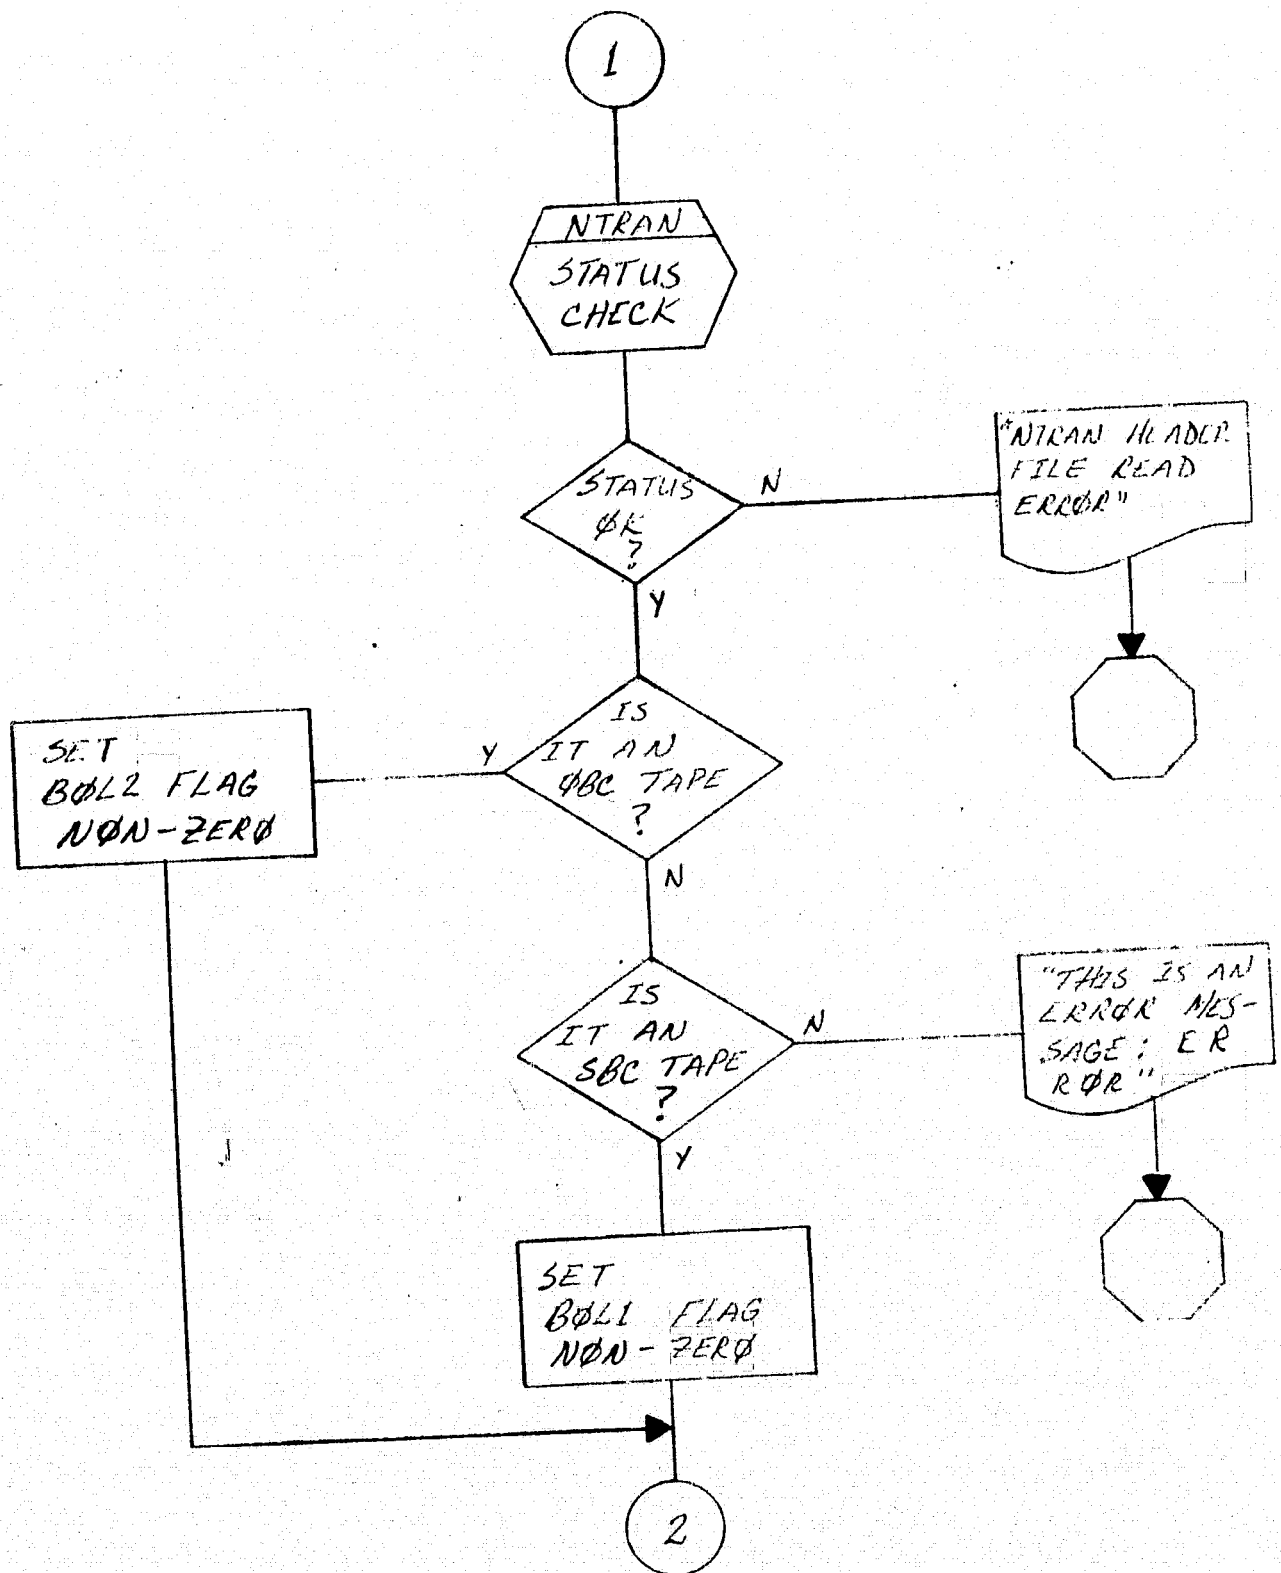 1
NTRAN
STATUS
CHECK
STATUS
ØK
?
N
Y
"NTRAN HEADER
FILE READ
ERRØR"
IS
IT AN
ØBC TAPE
?
Y
N
SET
BØL2 FLAG
NØN-ZERØ
IS
IT AN
SBC TAPE
?
N
Y
"THIS IS AN
ERRØR MES-
SAGE: E R
RØR"
SET
BØL1 FLAG
NØN-ZERØ
2